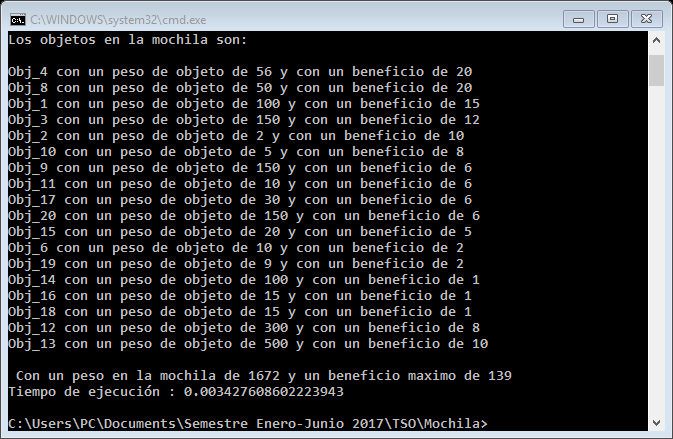 C:\WINDOWS\system32\cmd.exe
Los objetos en la mochila son:
Obj_4 con un peso de objeto de 56 y con un beneficio de 20
Obj_8 con un peso de objeto de 50 y con un beneficio de 20
Obj_1 con un peso de objeto de 100 y con un beneficio de 15
Obj_3 con un peso de objeto de 150 y con un beneficio de 12
Obj_2 con un peso de objeto de 2 y con un beneficio de 10
Obj_10 con un peso de objeto de 5 y con un beneficio de 8
Obj_9 con un peso de objeto de 150 y con un beneficio de 6
Obj_11 con un peso de objeto de 10 y con un beneficio de 6
Obj_17 con un peso de objeto de 30 y con un beneficio de 6
Obj_20 con un peso de objeto de 150 y con un beneficio de 6
Obj_15 con un peso de objeto de 20 y con un beneficio de 5
Obj_6 con un peso de objeto de 10 y con un beneficio de 2
Obj_19 con un peso de objeto de 9 y con un beneficio de 2
Obj_14 con un peso de objeto de 100 y con un beneficio de 1
Obj_16 con un peso de objeto de 15 y con un beneficio de 1
Obj_18 con un peso de objeto de 15 y con un beneficio de 1
Obj_12 con un peso de objeto de 300 y con un beneficio de 8
Obj_13 con un peso de objeto de 500 y con un beneficio de 10
Con un peso en la mochila de 1672 y un beneficio maximo de 139
Tiempo de ejecución : 0.003427608602223943
C:\Users\PC\Documents\Semestre Enero-Junio 2017\TSO\Mochila>